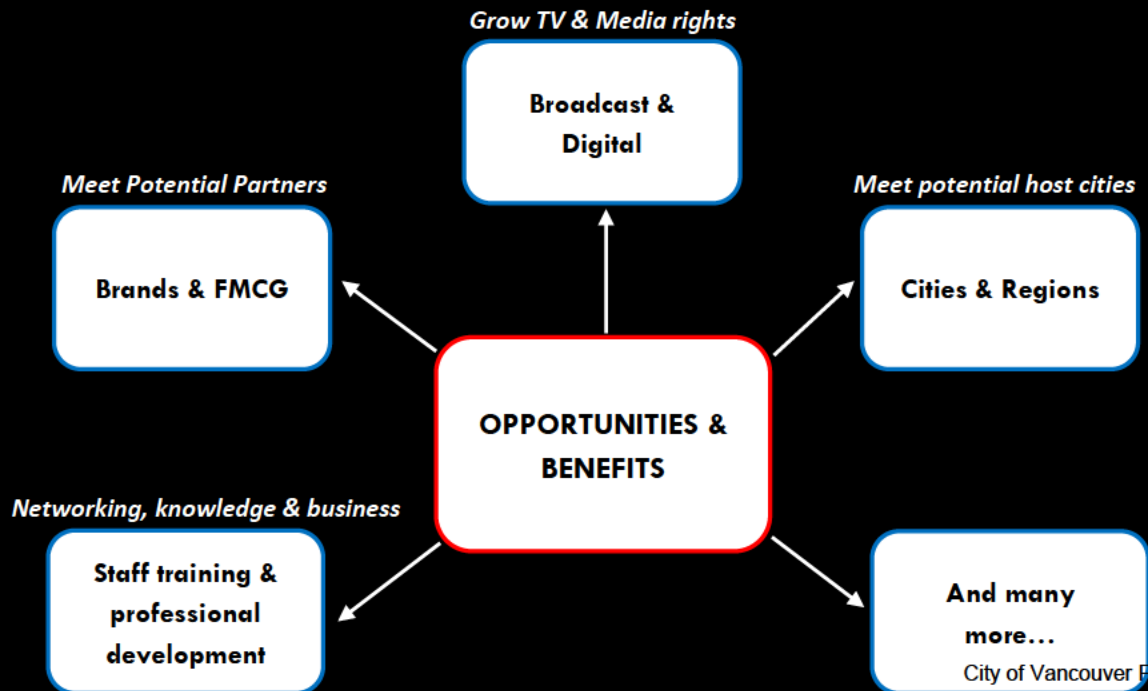 Grow TV & Media rights
Broadcast &
Digital
Meet Potential Partners
Brands & FMCG
Meet potential host cities
Cities & Regions
OPPORTUNITIES &
BENEFITS
Networking, knowledge & business
Staff training &
professional
development
And many
more...
City of Vancouver